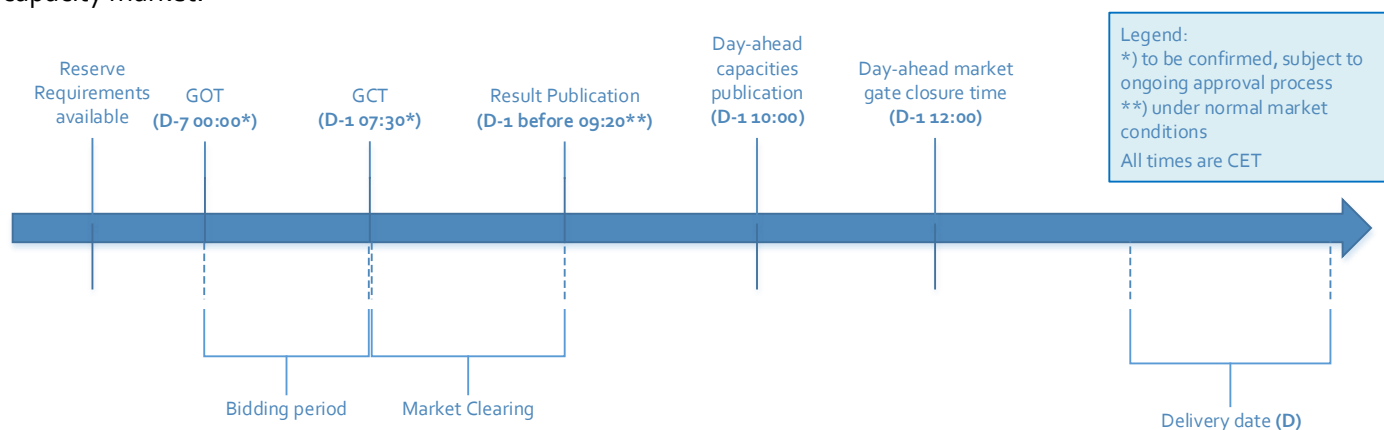 capacity market.
Reserve
Requirements
available
GOT
(D-7 00:00*)
GCT
(D-1 07:30*)
Result Publication
(D-1 before 09:20**)
Day-ahead
capacities
publication
(D-1 10:00)
Day-ahead market
gate closure time
(D-1 12:00)
Legend:
*) to be confirmed, subject to
ongoing approval process
**) under normal market
conditions
All times are CET
Bidding period
Market Clearing
Delivery date (D)